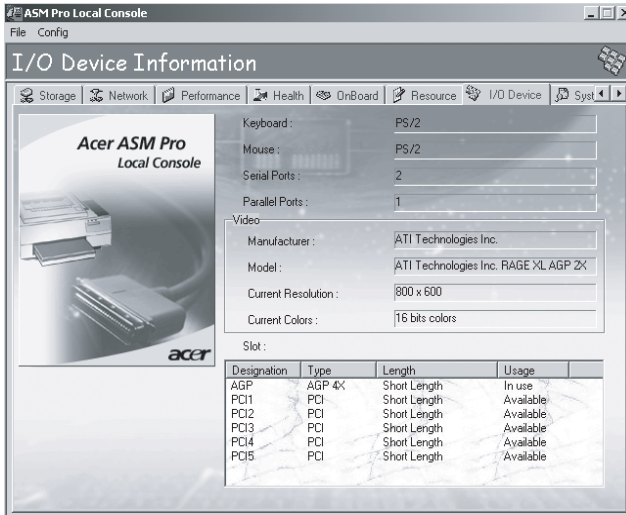 ASM Pro Local Console
File Config
I/O Device Information
Storage Network Performance Health OnBoard Resource I/O Device Syst
Acer ASM Pro
Local Console
acer
Keyboard : PS/2
Mouse : PS/2
Serial Ports : 2
Parallel Ports : 1
Video
Manufacturer : ATI Technologies Inc.
Model : ATI Technologies Inc. RAGE XL AGP 2X
Current Resolution : 800 x 600
Current Colors : 16 bits colors
Slot :
Designation Type Length Usage
AGP AGP 4X Short Length In use
PCI1 PCI Short Length Available
PCI2 PCI Short Length Available
PCI3 PCI Short Length Available
PCI4 PCI Short Length Available
PCI5 PCI Short Length Available